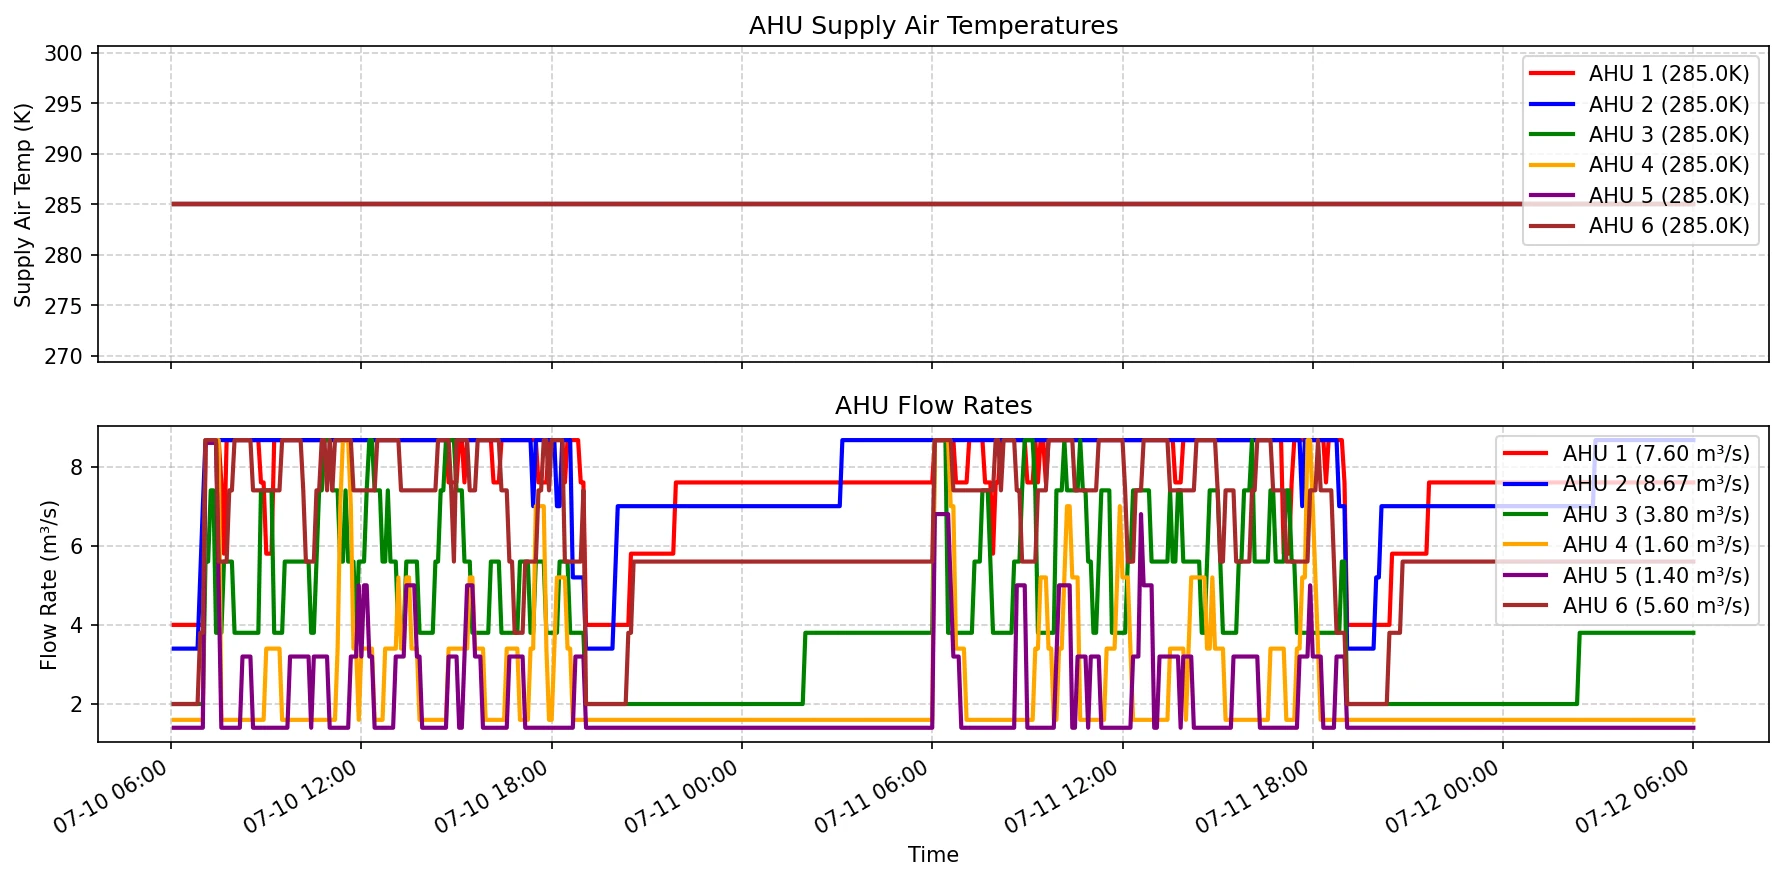 AHU Supply Air Temperatures
Supply Air Temp (K)
300
295
290
285
280
275
270
AHU 1 (285.0K)
AHU 2 (285.0K)
AHU 3 (285.0K)
AHU 4 (285.0K)
AHU 5 (285.0K)
AHU 6 (285.0K)
AHU Flow Rates
Flow Rate (m³/s)
8
6
4
2
AHU 1 (7.60 m³/s)
AHU 2 (8.67 m³/s)
AHU 3 (3.80 m³/s)
AHU 4 (1.60 m³/s)
AHU 5 (1.40 m³/s)
AHU 6 (5.60 m³/s)
07-10 06:00
07-10 12:00
07-10 18:00
07-11 00:00
07-11 06:00
07-11 12:00
07-11 18:00
07-12 00:00
07-12 06:00
Time